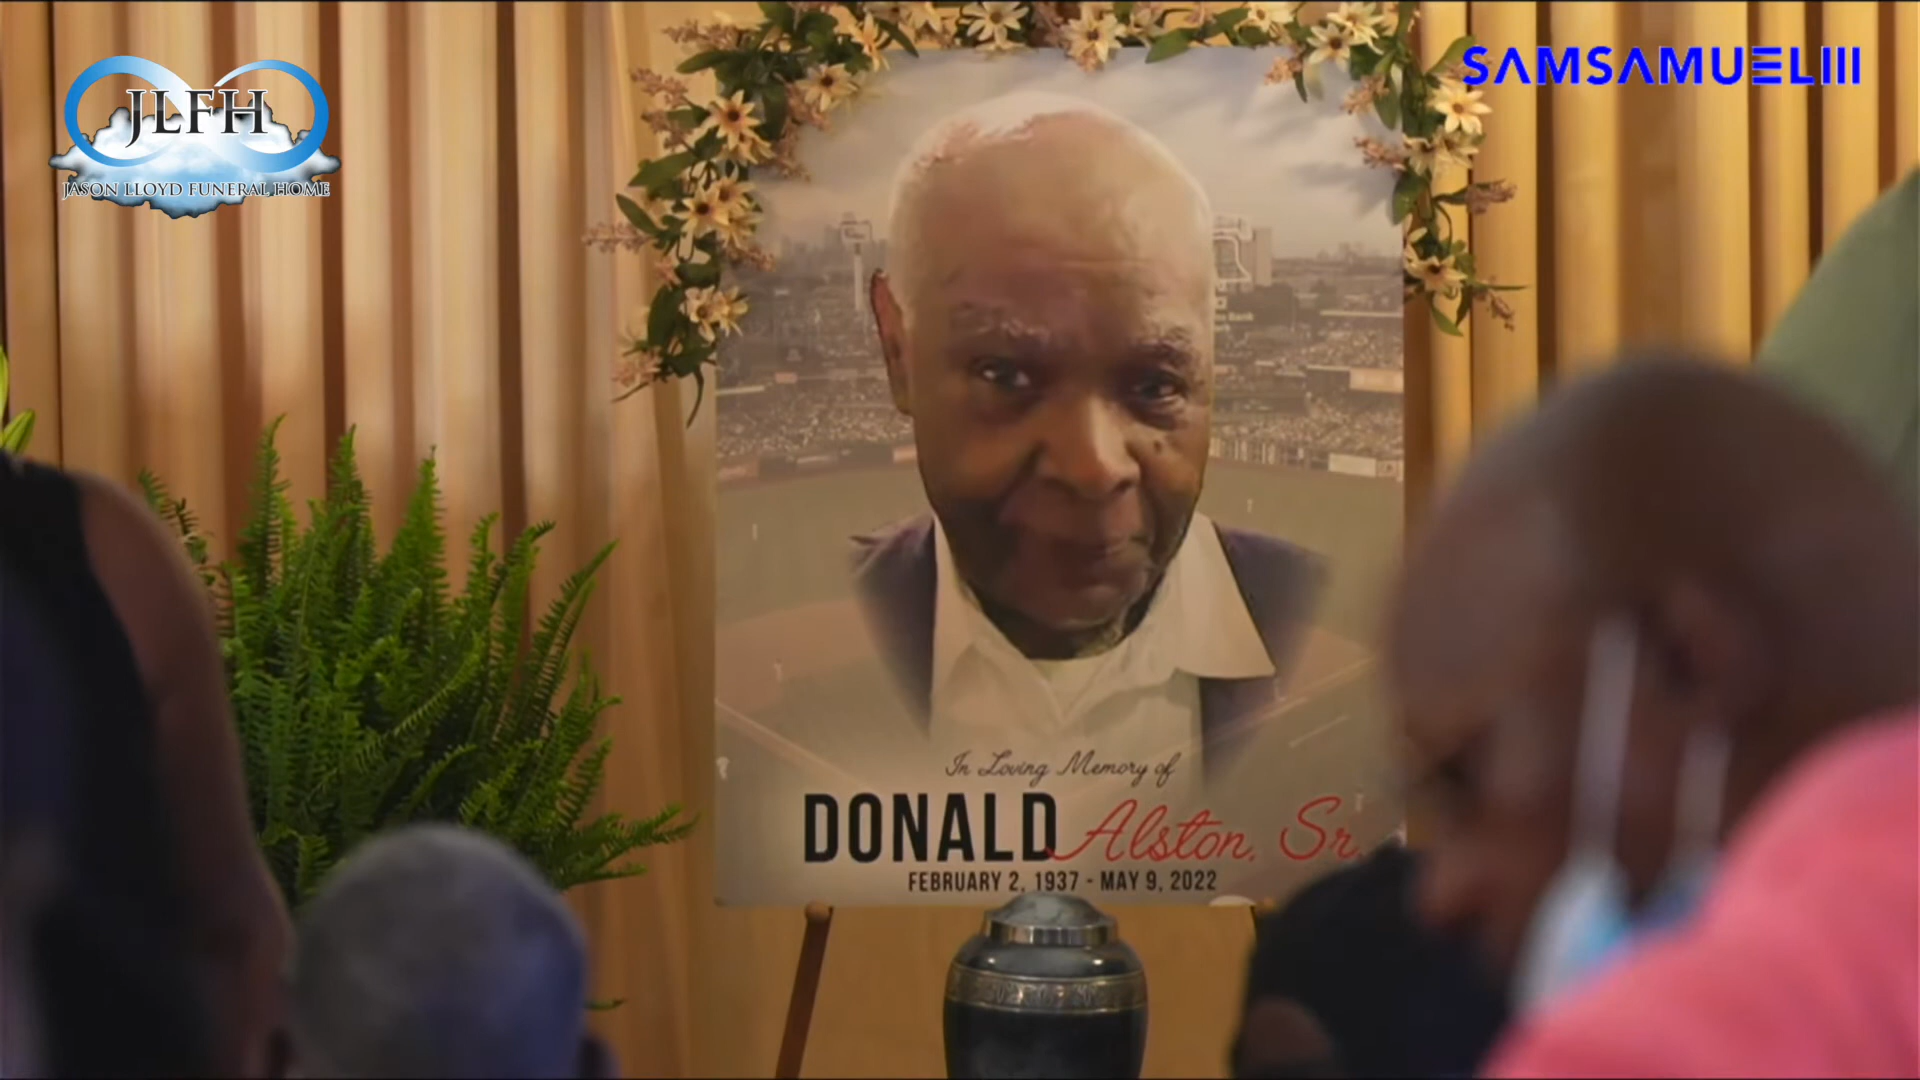 JLFH
JASON LLOYD FUNERAL HOME
SAMSAMUELIII
In Loving Memory of
DONALD Alston, Sr.
FEBRUARY 2, 1937 - MAY 9, 2022